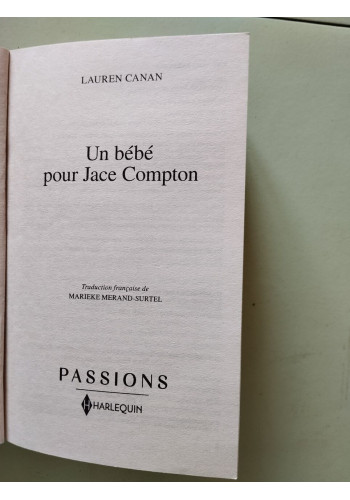 LAUREN CANAN
Un bébé
pour Jace Compton
Traduction française de
MARIEKE MERAND-SURTEL
PASSIONS
HARLEQUIN